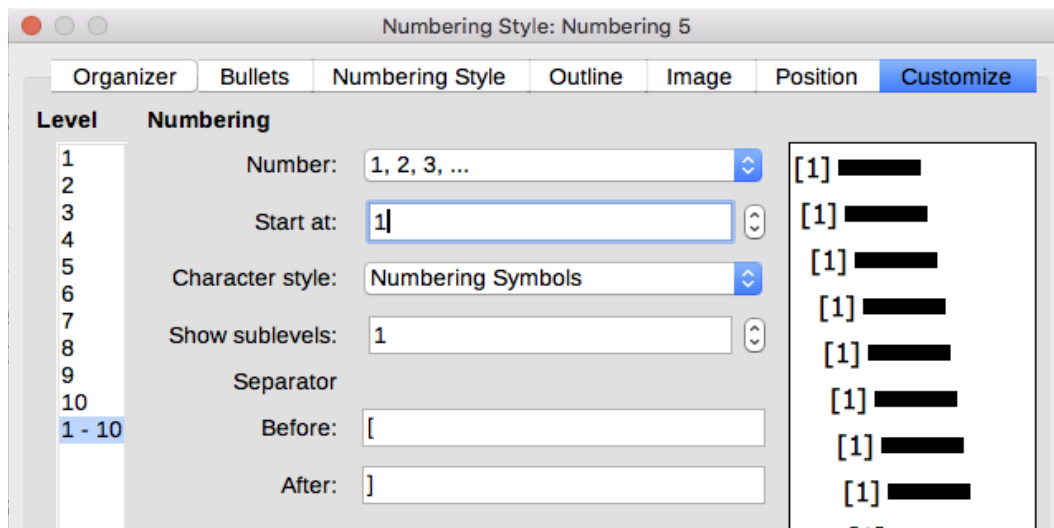 Numbering Style: Numbering 5
Organizer Bullets Numbering Style Outline Image Position Customize
Level Numbering
1
2
3
4
5
6
7
8
9
10
1 - 10
Number: 1, 2, 3, ...
Start at: 1
Character style: Numbering Symbols
Show sublevels: 1
Separator
Before: [
After: ]
[1]
[1]
[1]
[1]
[1]
[1]
[1]
[1]